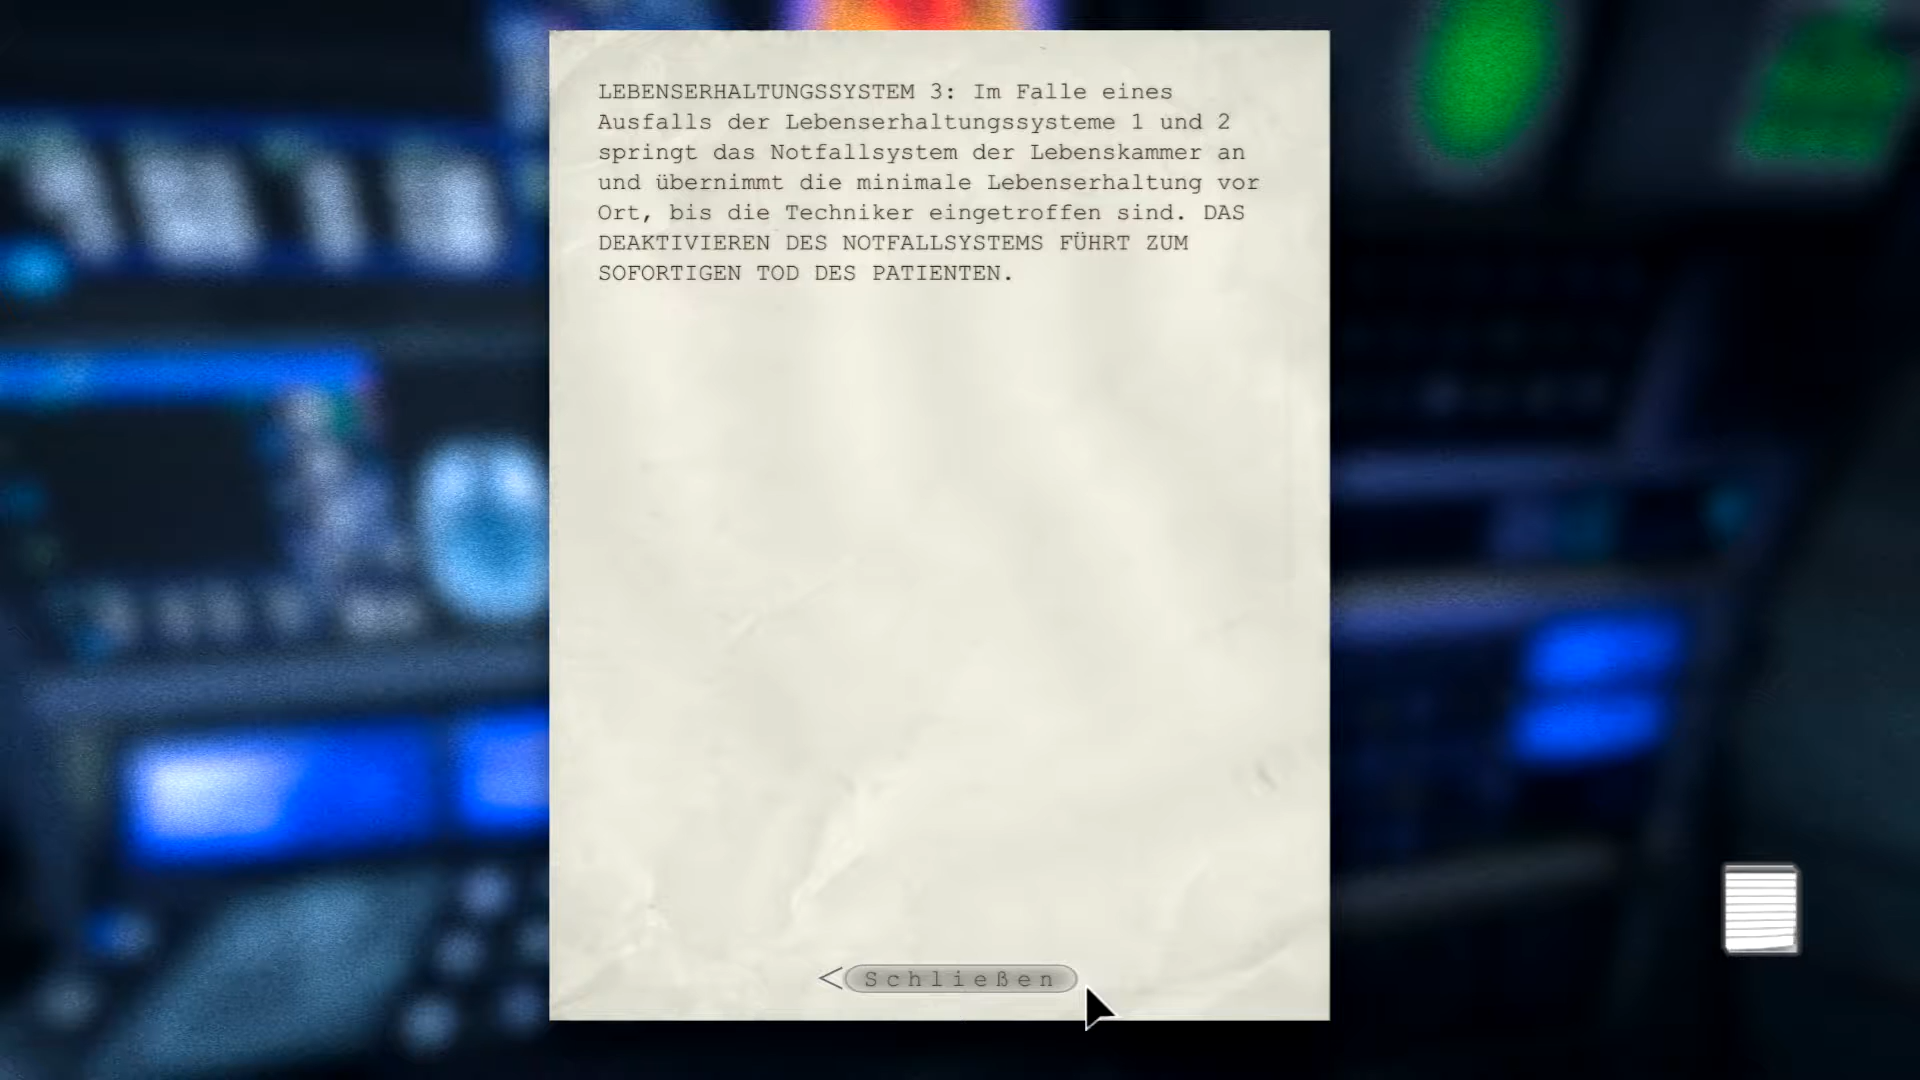 LEBENSERHALTUNGSSYSTEM 3: Im Falle eines
Ausfalls der Lebenserhaltungssysteme 1 und 2
springt das Notfallsystem der Lebenskammer an
und übernimmt die minimale Lebenserhaltung vor
Ort, bis die Techniker eingetroffen sind. DAS
DEAKTIVIEREN DES NOTFALLSYSTEMS FÜHRT ZUM
SOFORTIGEN TOD DES PATIENTEN.
Schließen